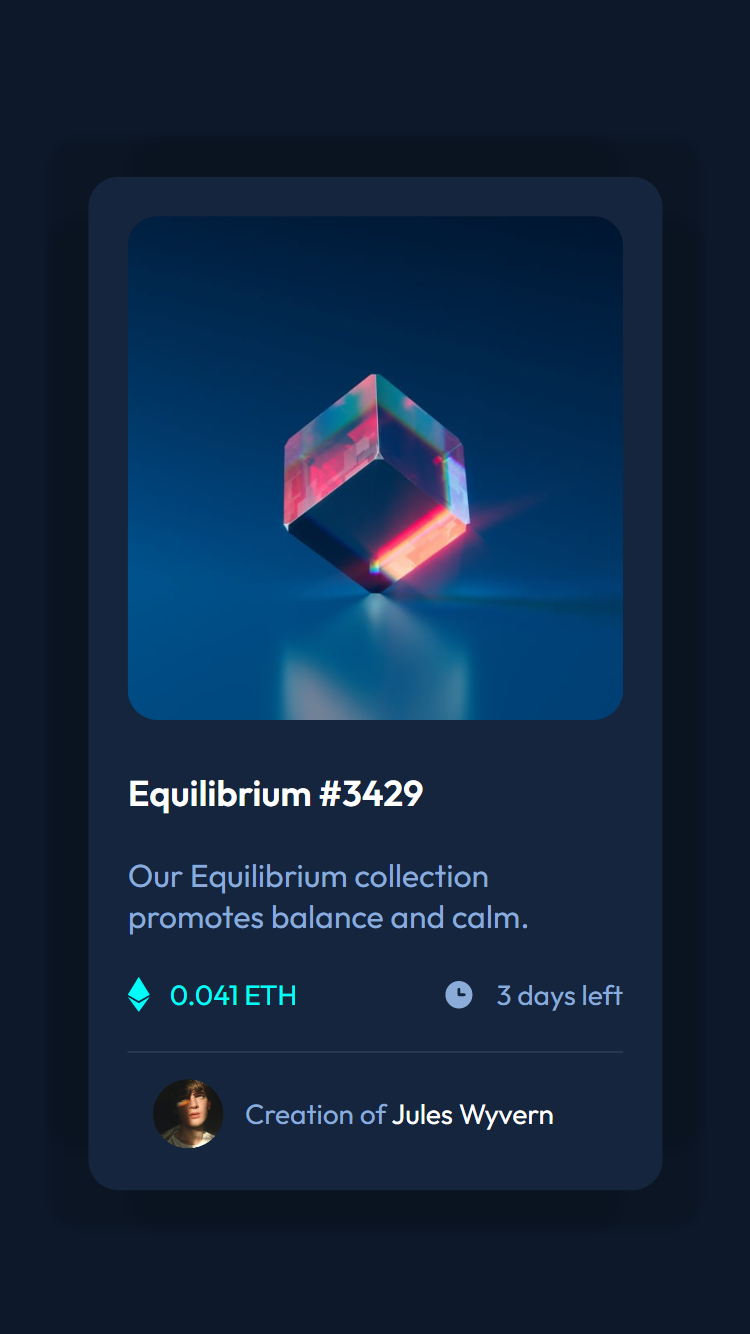 Equilibrium #3429
Our Equilibrium collection
promotes balance and calm.
0.041 ETH
3 days left
Creation of Jules Wyvern